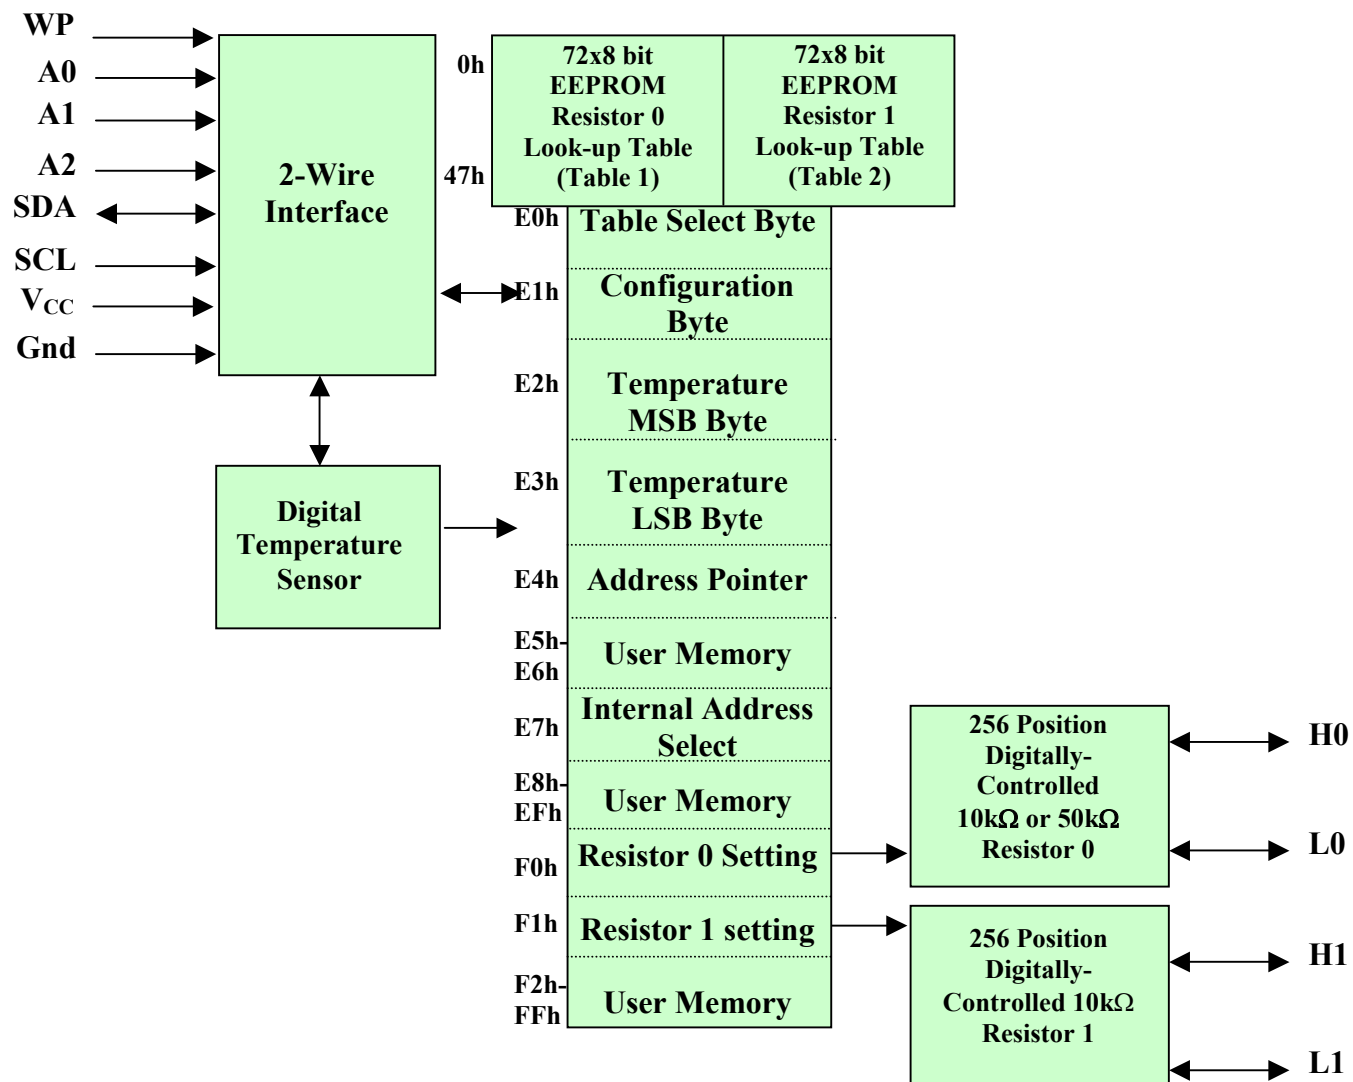 WP
A0
A1
A2
SDA
SCL
VCC
Gnd
2-Wire
Interface
Digital
Temperature
Sensor
0h
47h
72x8 bit
EEPROM
Resistor 0
Look-up Table
(Table 1)
72x8 bit
EEPROM
Resistor 1
Look-up Table
(Table 2)
E0h
Table Select Byte
E1h
Configuration
Byte
E2h
Temperature
MSB Byte
E3h
Temperature
LSB Byte
E4h
Address Pointer
E5h-
E6h
User Memory
E7h
Internal Address
Select
E8h-
EFh
User Memory
F0h
Resistor 0 Setting
F1h
Resistor 1 setting
F2h-
FFh
User Memory
256 Position
Digitally-
Controlled
10kΩ or 50kΩ
Resistor 0
H0
L0
256 Position
Digitally-
Controlled 10kΩ
Resistor 1
H1
L1